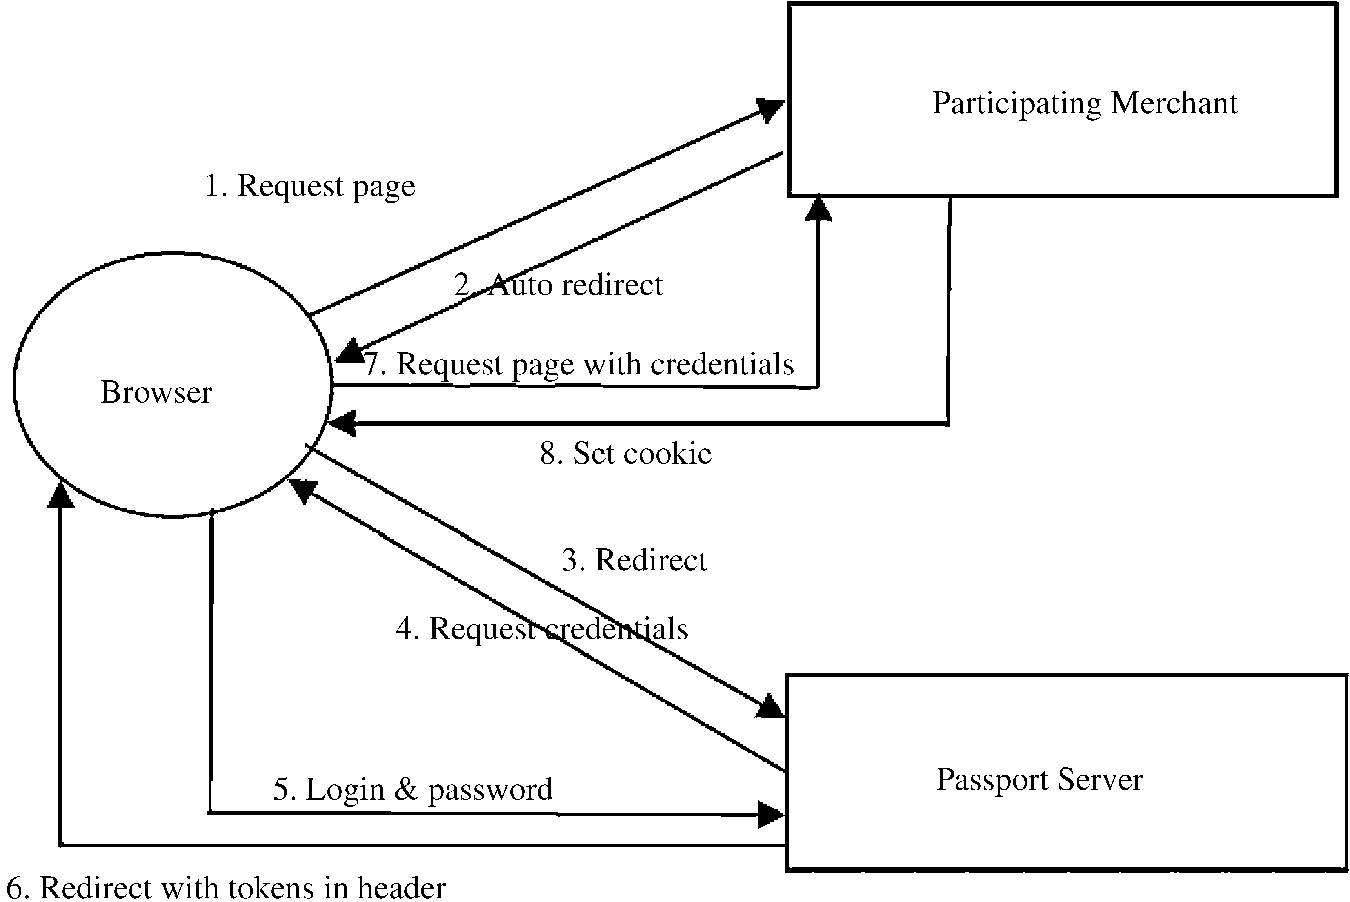 Participating Merchant
1. Request page
2. Auto redirect
7. Request page with credentials
Browser
8. Set cookie
3. Redirect
4. Request credentials
Passport Server
5. Login & password
6. Redirect with tokens in header